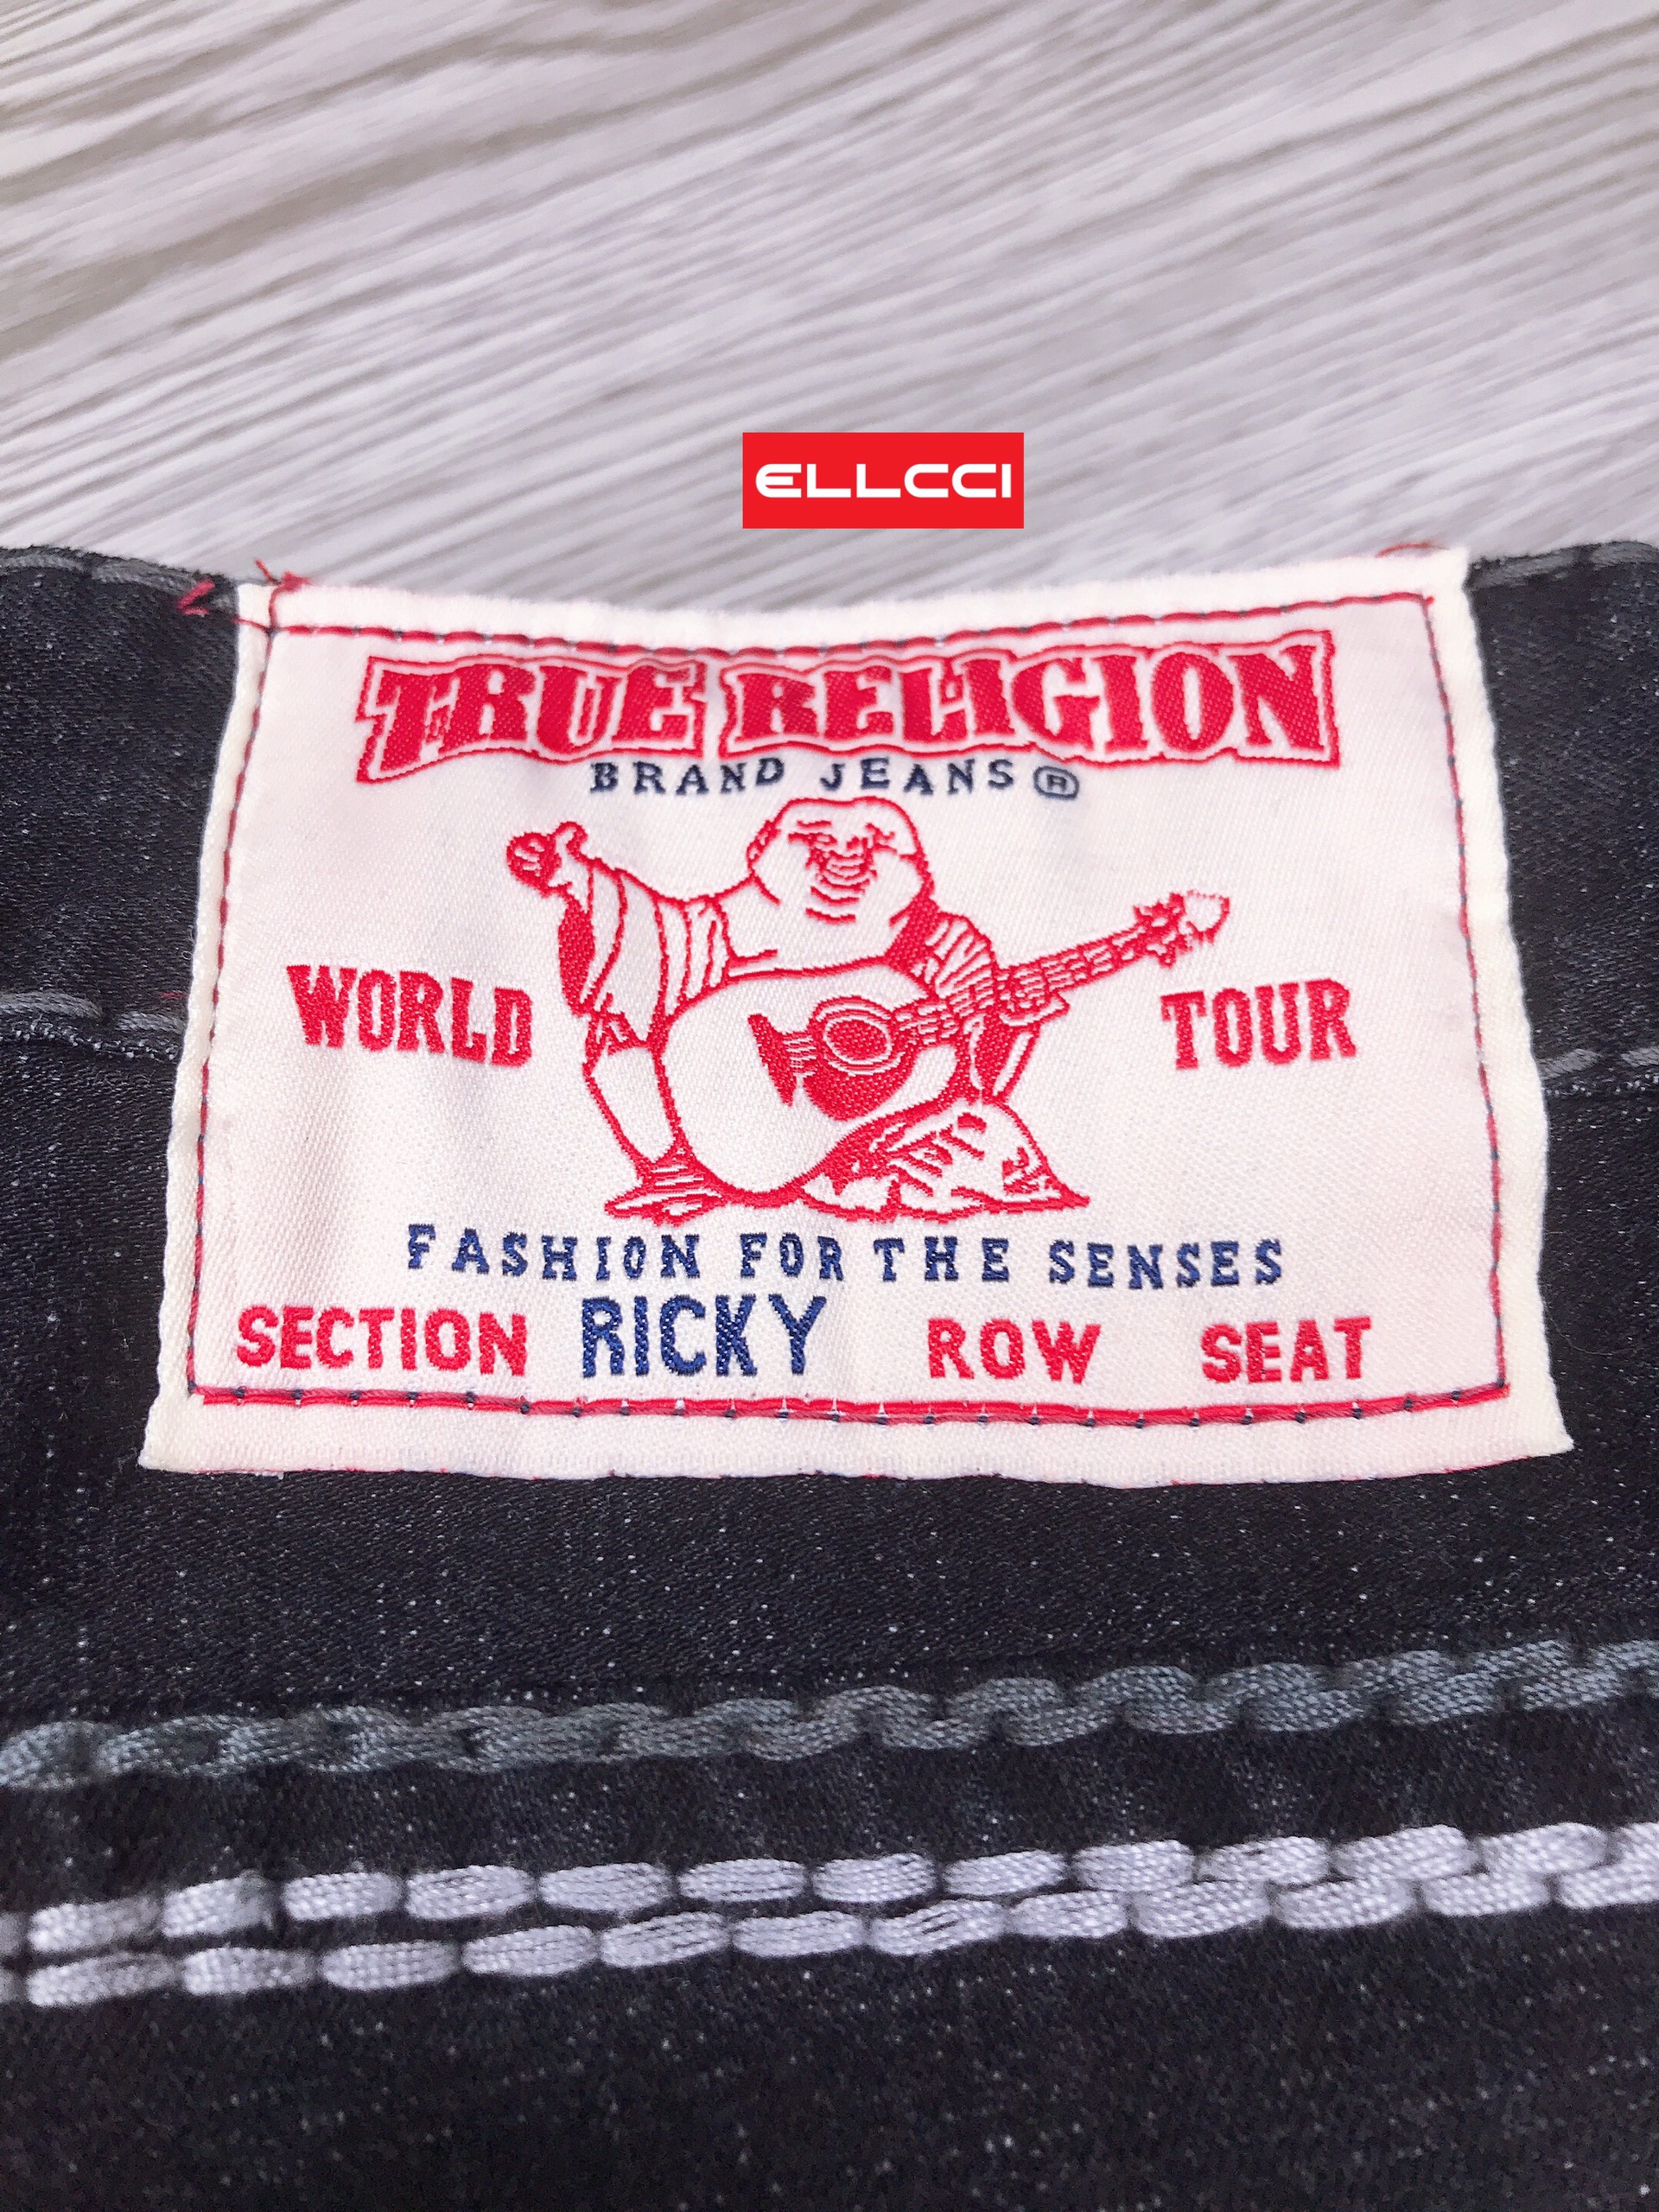 ELLCCI
TRUE RELIGION
BRAND JEANS®
WORLD TOUR
FASHION FOR THE SENSES
SECTION RICKY ROW SEAT